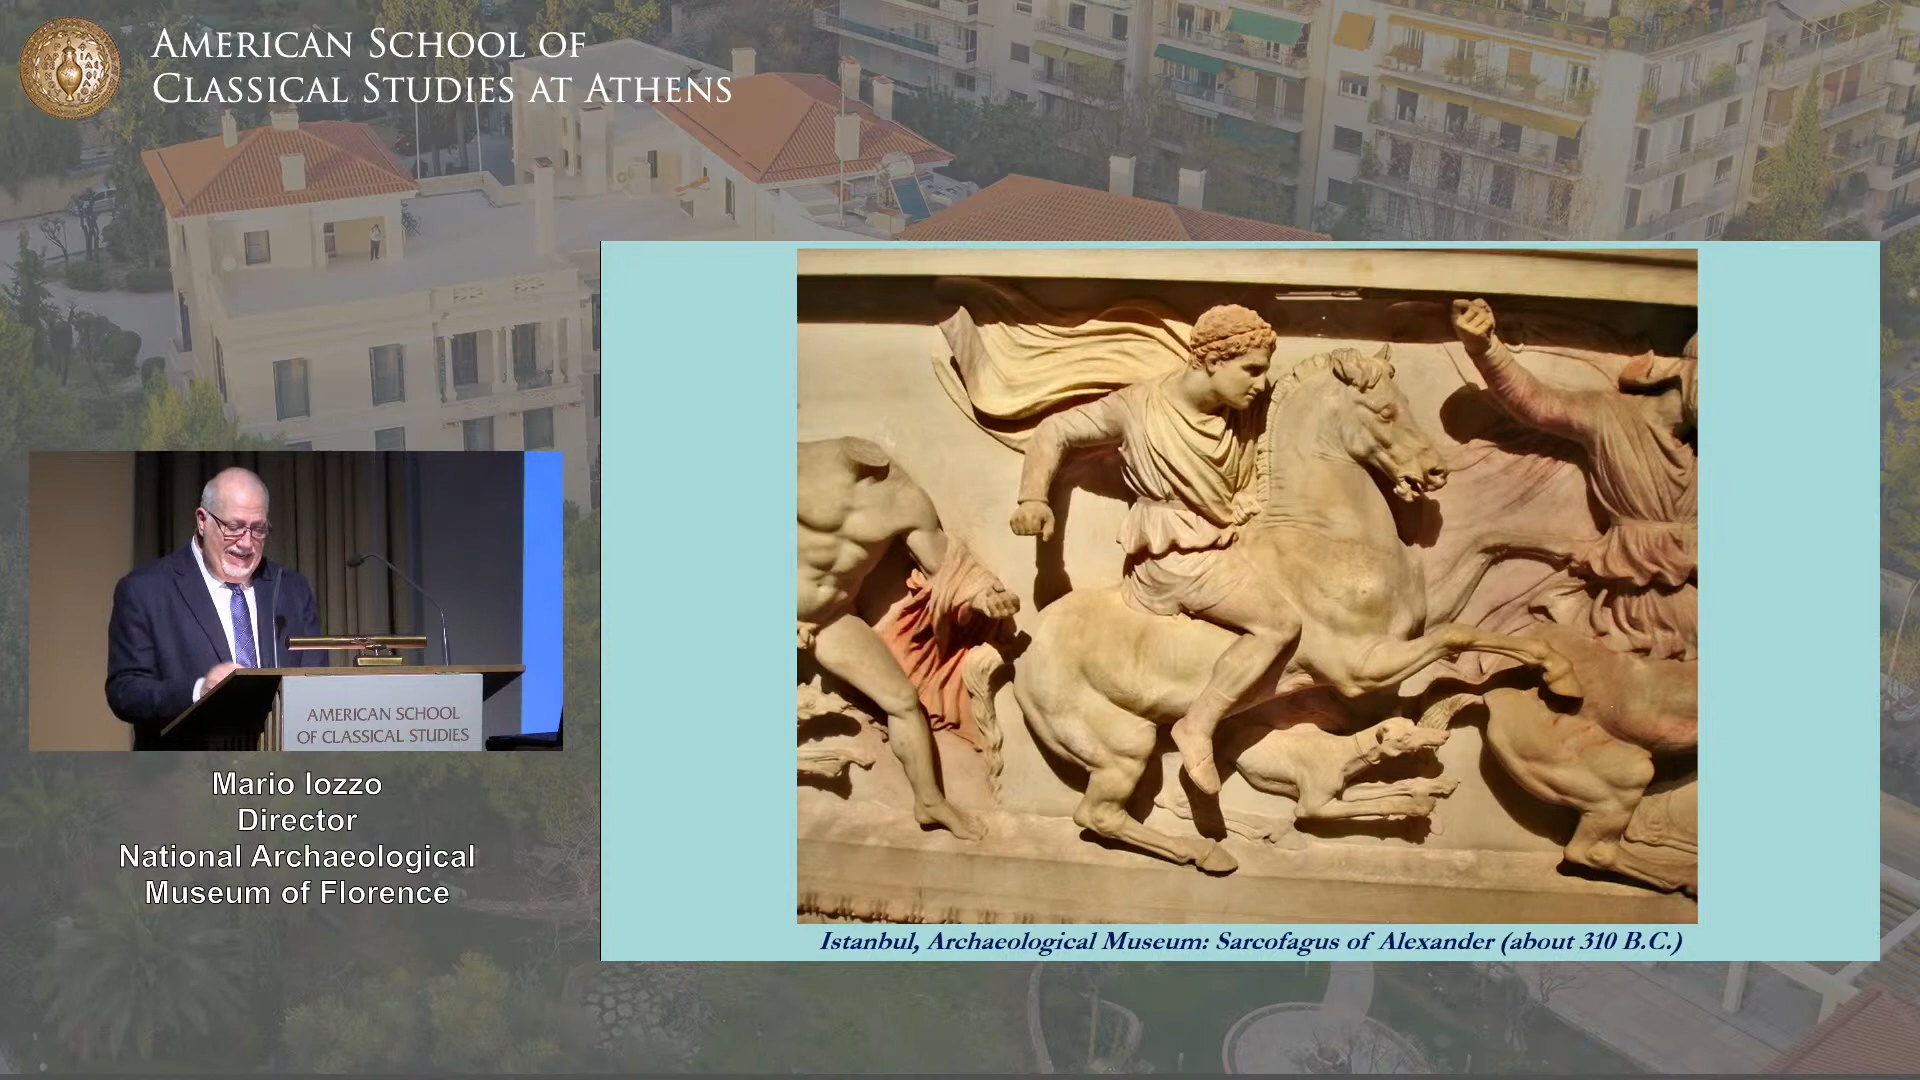 AMERICAN SCHOOL OF
CLASSICAL STUDIES AT ATHENS
AMERICAN SCHOOL
OF CLASSICAL STUDIES
Mario Iozzo
Director
National Archaeological
Museum of Florence
Istanbul, Archaeological Museum: Sarcofagus of Alexander (about 310 B.C.)